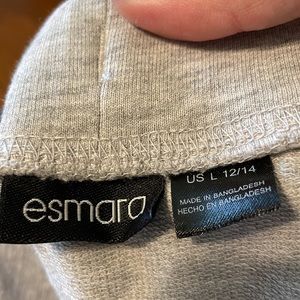 esmara
US L 12/14
MADE IN BANGLADESH
HECHO EN BANGLADESH